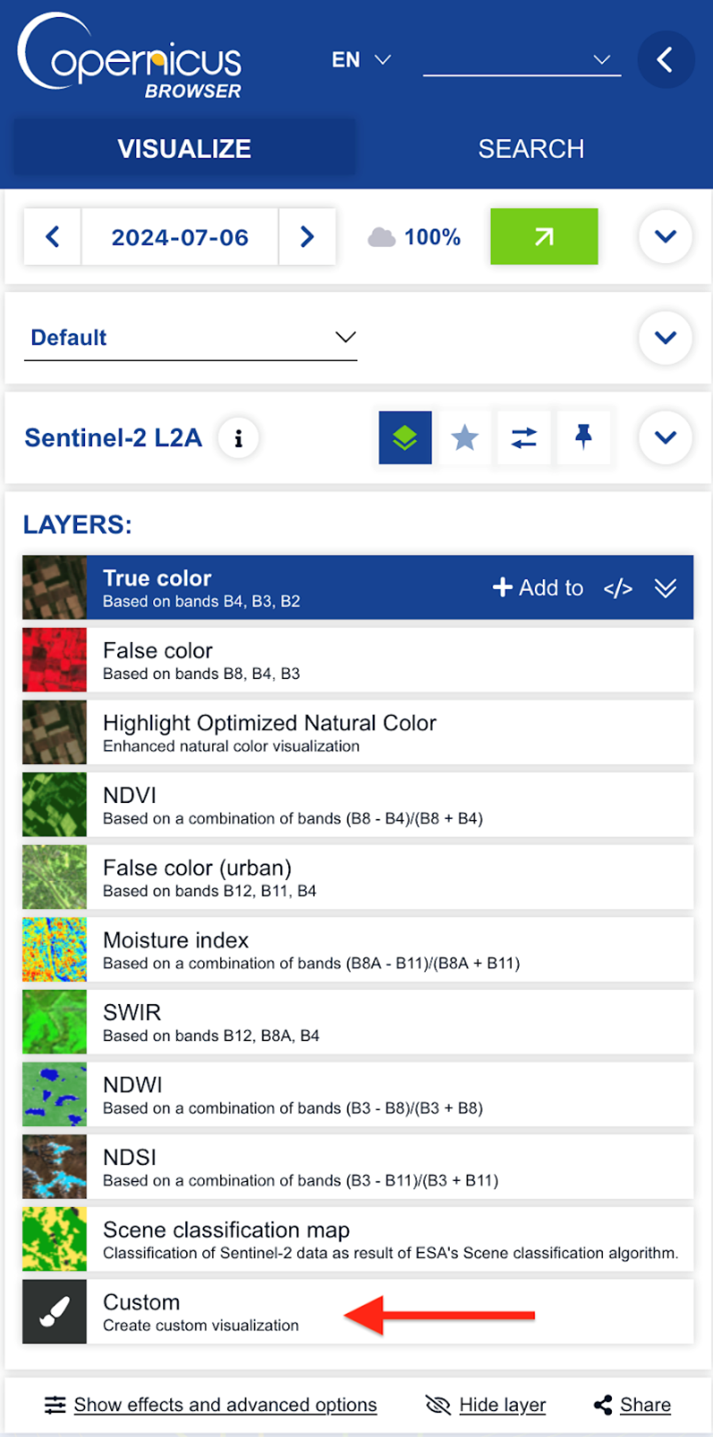 Copernicus
BROWSER
EN
VISUALIZE
SEARCH
2024-07-06
100%
Default
Sentinel-2 L2A
i
LAYERS:
True color
Based on bands B4, B3, B2
+ Add to </>
False color
Based on bands B8, B4, B3
Highlight Optimized Natural Color
Enhanced natural color visualization
NDVI
Based on a combination of bands (B8 - B4)/(B8 + B4)
False color (urban)
Based on bands B12, B11, B4
Moisture index
Based on a combination of bands (B8A - B11)/(B8A + B11)
SWIR
Based on bands B12, B8A, B4
NDWI
Based on a combination of bands (B3 - B8)/(B3 + B8)
NDSI
Based on a combination of bands (B3 - B11)/(B3 + B11)
Scene classification map
Classification of Sentinel-2 data as result of ESA's Scene classification algorithm.
Custom
Create custom visualization
Show effects and advanced options
Hide layer
Share